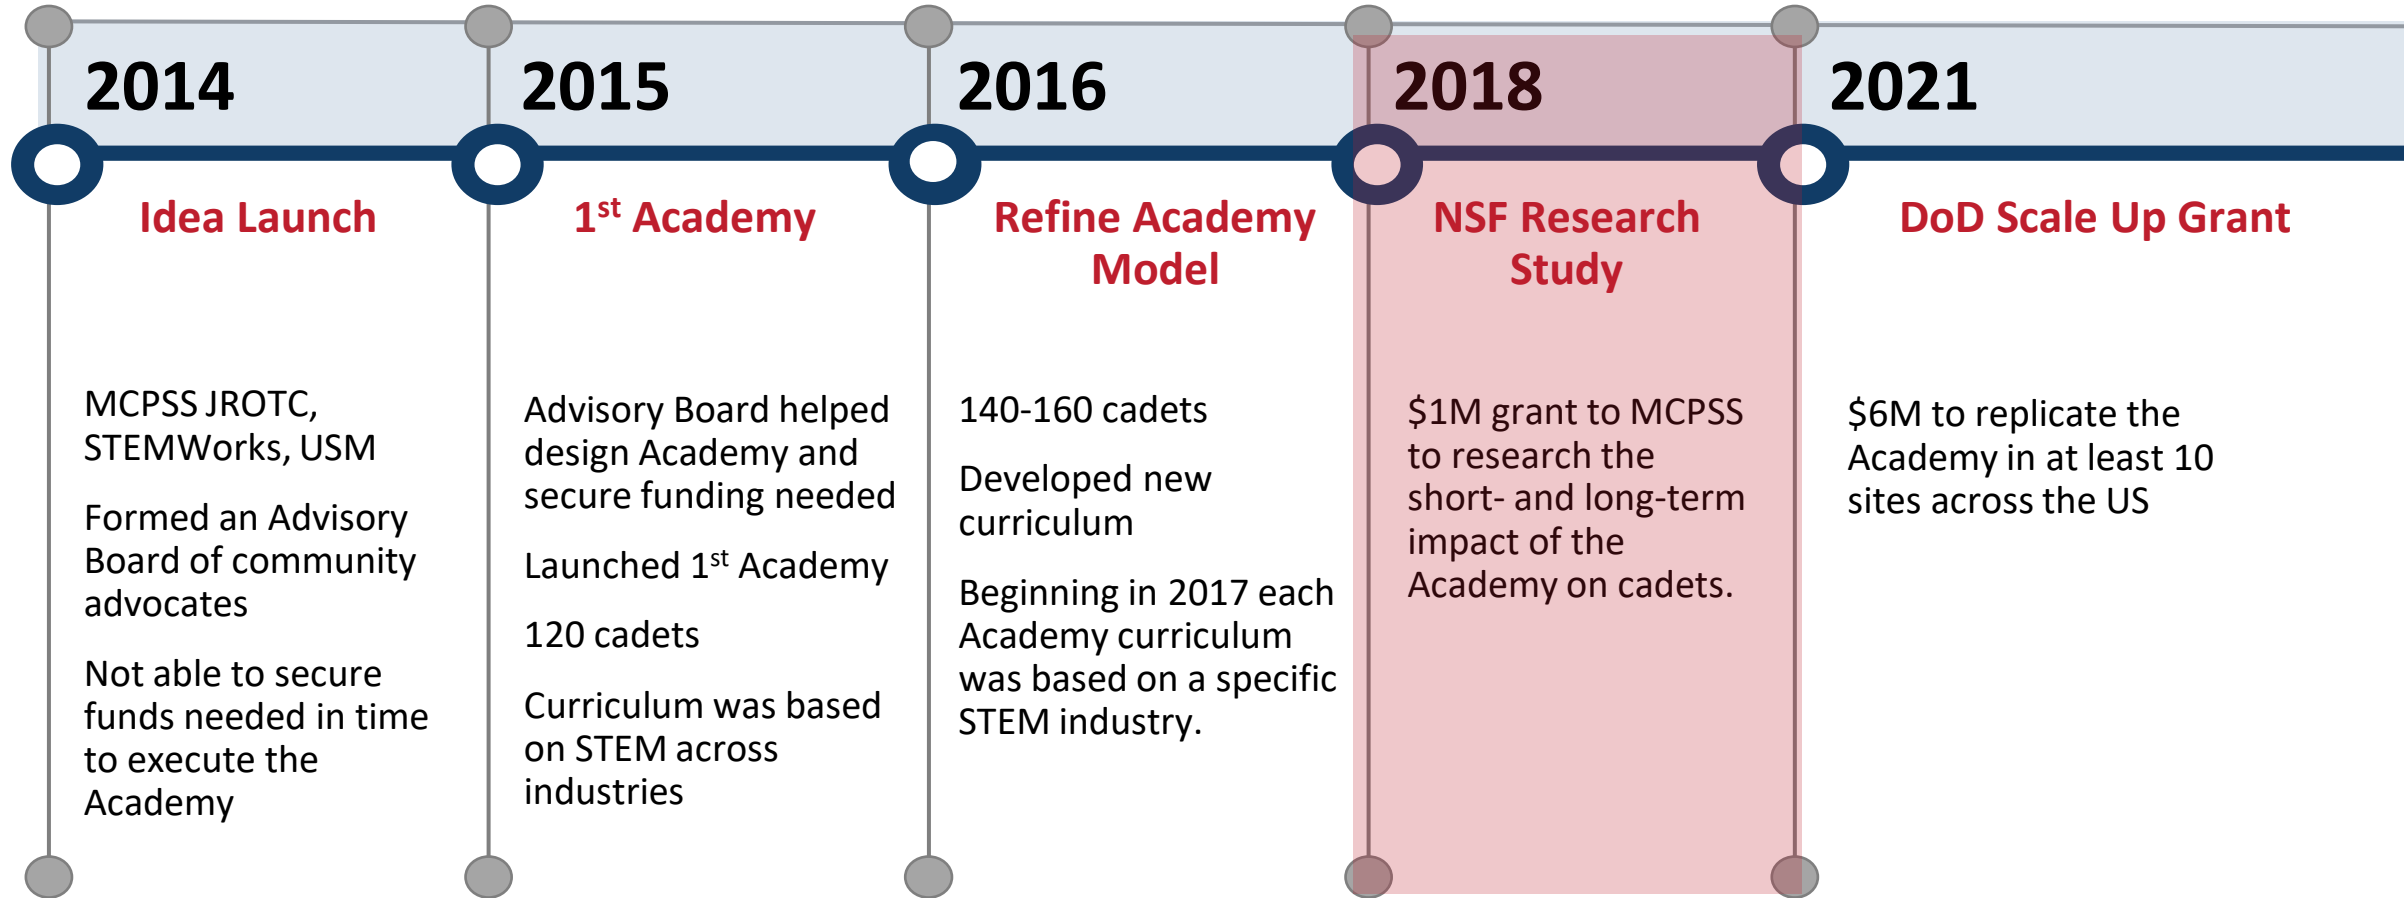 2014
Idea Launch
MCPSS JROTC,
STEMWorks, USM
Formed an Advisory
Board of community
advocates
Not able to secure
funds needed in time
to execute the
Academy
2015
1st Academy
Advisory Board helped
design Academy and
secure funding needed
Launched 1st Academy
120 cadets
Curriculum was based
on STEM across
industries
2016
Refine Academy
Model
140-160 cadets
Developed new
curriculum
Beginning in 2017 each
Academy curriculum
was based on a specific
STEM industry.
2018
NSF Research
Study
$1M grant to MCPSS
to research the
short- and long-term
impact of the
Academy on cadets.
2021
DoD Scale Up Grant
$6M to replicate the
Academy in at least 10
sites across the US